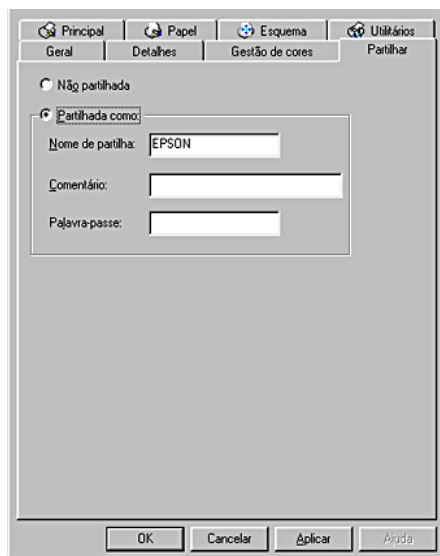 Principal Papel Esquema Utilitários
Geral Detalhes Gestão de cores Partilhar
Não partilhada
Partilhada como:
Nome de partilha: EPSON
Comentário:
Palavra-passe:
OK Cancelar Aplicar Ajuda